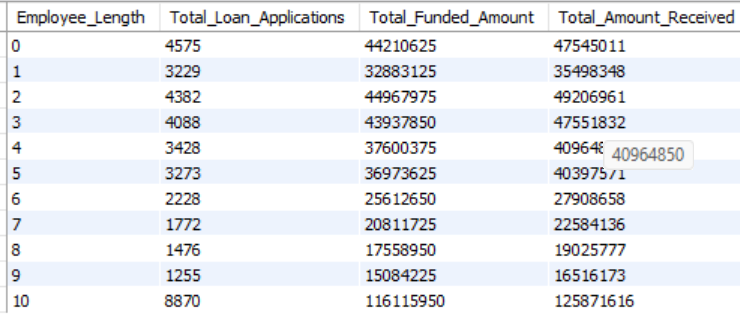 Employee_Length Total_Loan_Applications Total_Funded_Amount Total_Amount_Received
0 4575 44210625 47545011
1 3229 32883125 35498348
2 4382 44967975 49206961
3 4088 43937850 47551832
4 3428 37600375 40964850
5 3273 36973625 40397571
6 2228 25612650 27908658
7 1772 20811725 22584136
8 1476 17558950 19025777
9 1255 15084225 16516173
10 8870 116115950 125871616